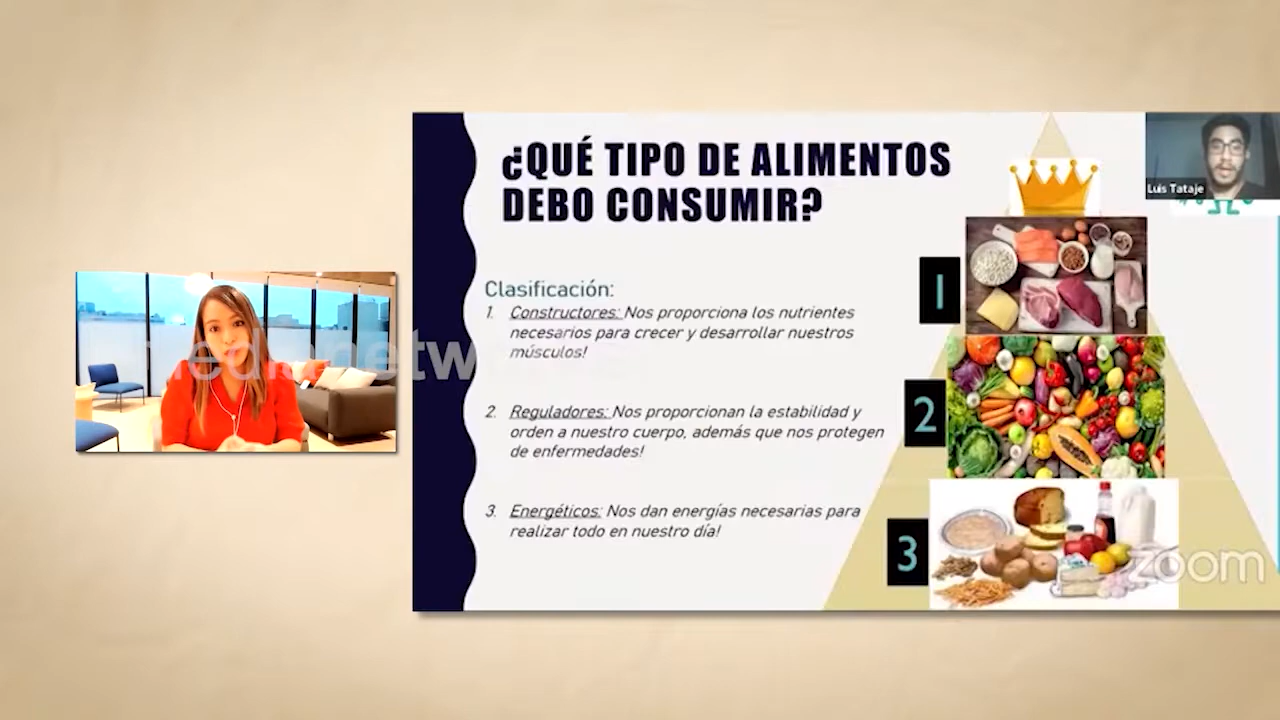 ¿QUÉ TIPO DE ALIMENTOS
DEBO CONSUMIR?
Luis Tataje
Clasificación:
1. Constructores: Nos proporciona los nutrientes
necesarios para crecer y desarrollar nuestros
músculos!
2. Reguladores: Nos proporcionan la estabilidad y
orden a nuestro cuerpo, además que nos protegen
de enfermedades!
3. Energéticos: Nos dan energías necesarias para
realizar todo en nuestro día!
1
2
3
zoom